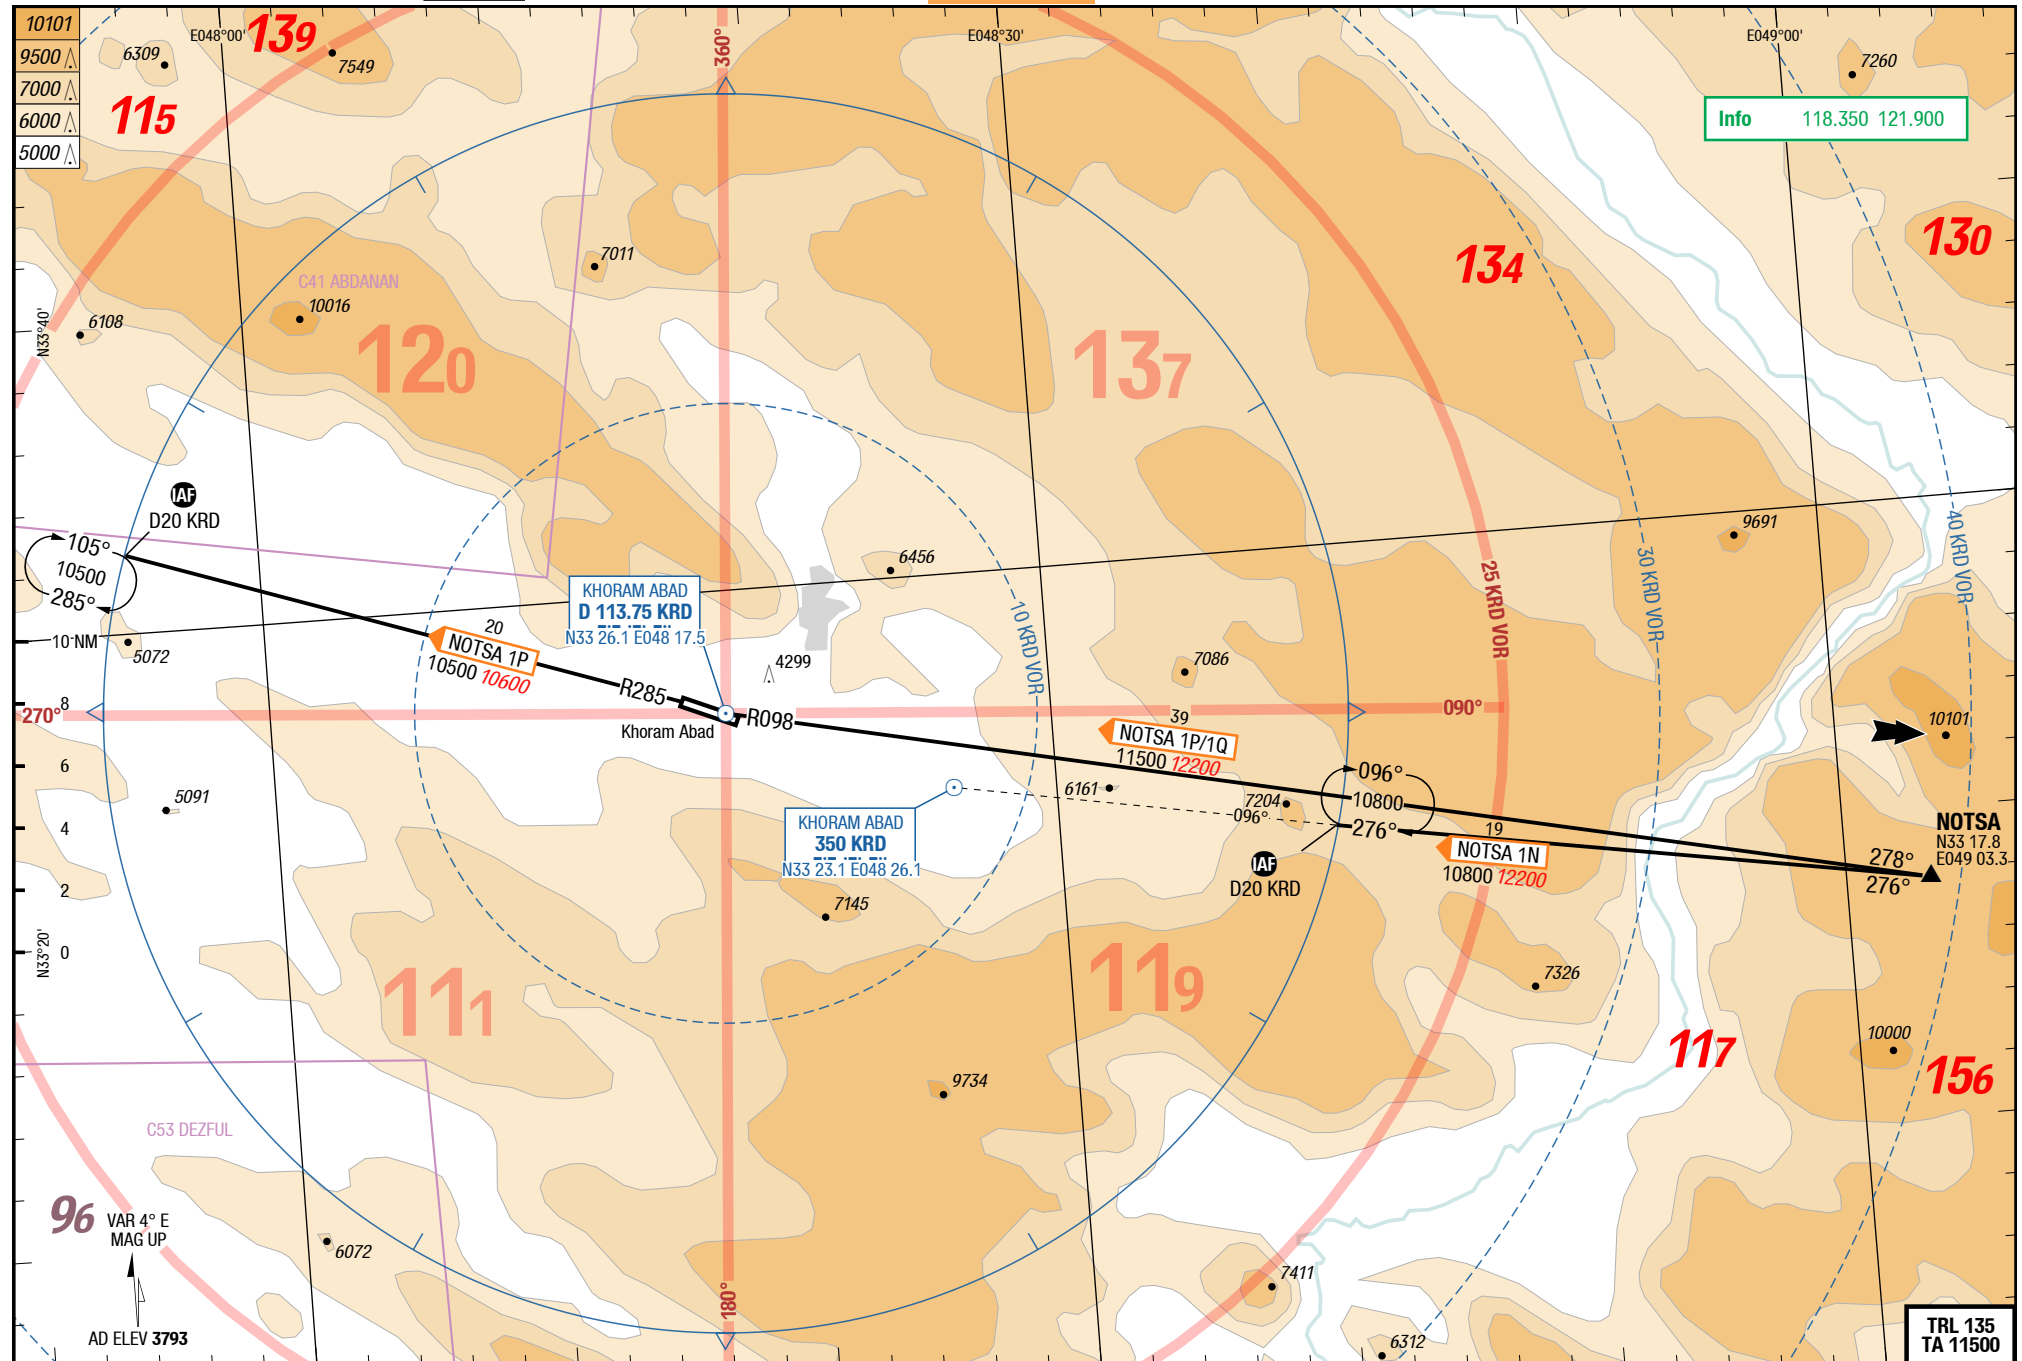 10101
9500
7000
6000
5000
E048°00'
E048°30'
E049°00'
360°
139
115
6309
7549
7260
Info 118.350 121.900
130
134
7011
C41 ABDANAN
10016
6108
N33°40'
120
137
IAF
D20 KRD
105°
10500
285°
10 NM
8
6
4
2
0
5072
270°
20
NOTSA 1P
10500 10600
R285
KHORAM ABAD
D 113.75 KRD
N33 26.1 E048 17.5
6456
4299
R098
Khoram Abad
10 KRD VOR
25 KRD VOR
30 KRD VOR
40 KRD VOR
9691
7086
090°
39
NOTSA 1P/1Q
11500 12200
10101
5091
6161
7204
096°
096°
10800
276°
IAF
D20 KRD
19
NOTSA 1N
10800 12200
NOTSA
N33 17.8
E049 03.3
278°
276°
KHORAM ABAD
350 KRD
N33 23.1 E048 26.1
7145
N33°20'
111
119
7326
117
10000
156
9734
C53 DEZFUL
96
VAR 4° E
MAG UP
6072
180°
7411
6312
AD ELEV 3793
TRL 135
TA 11500